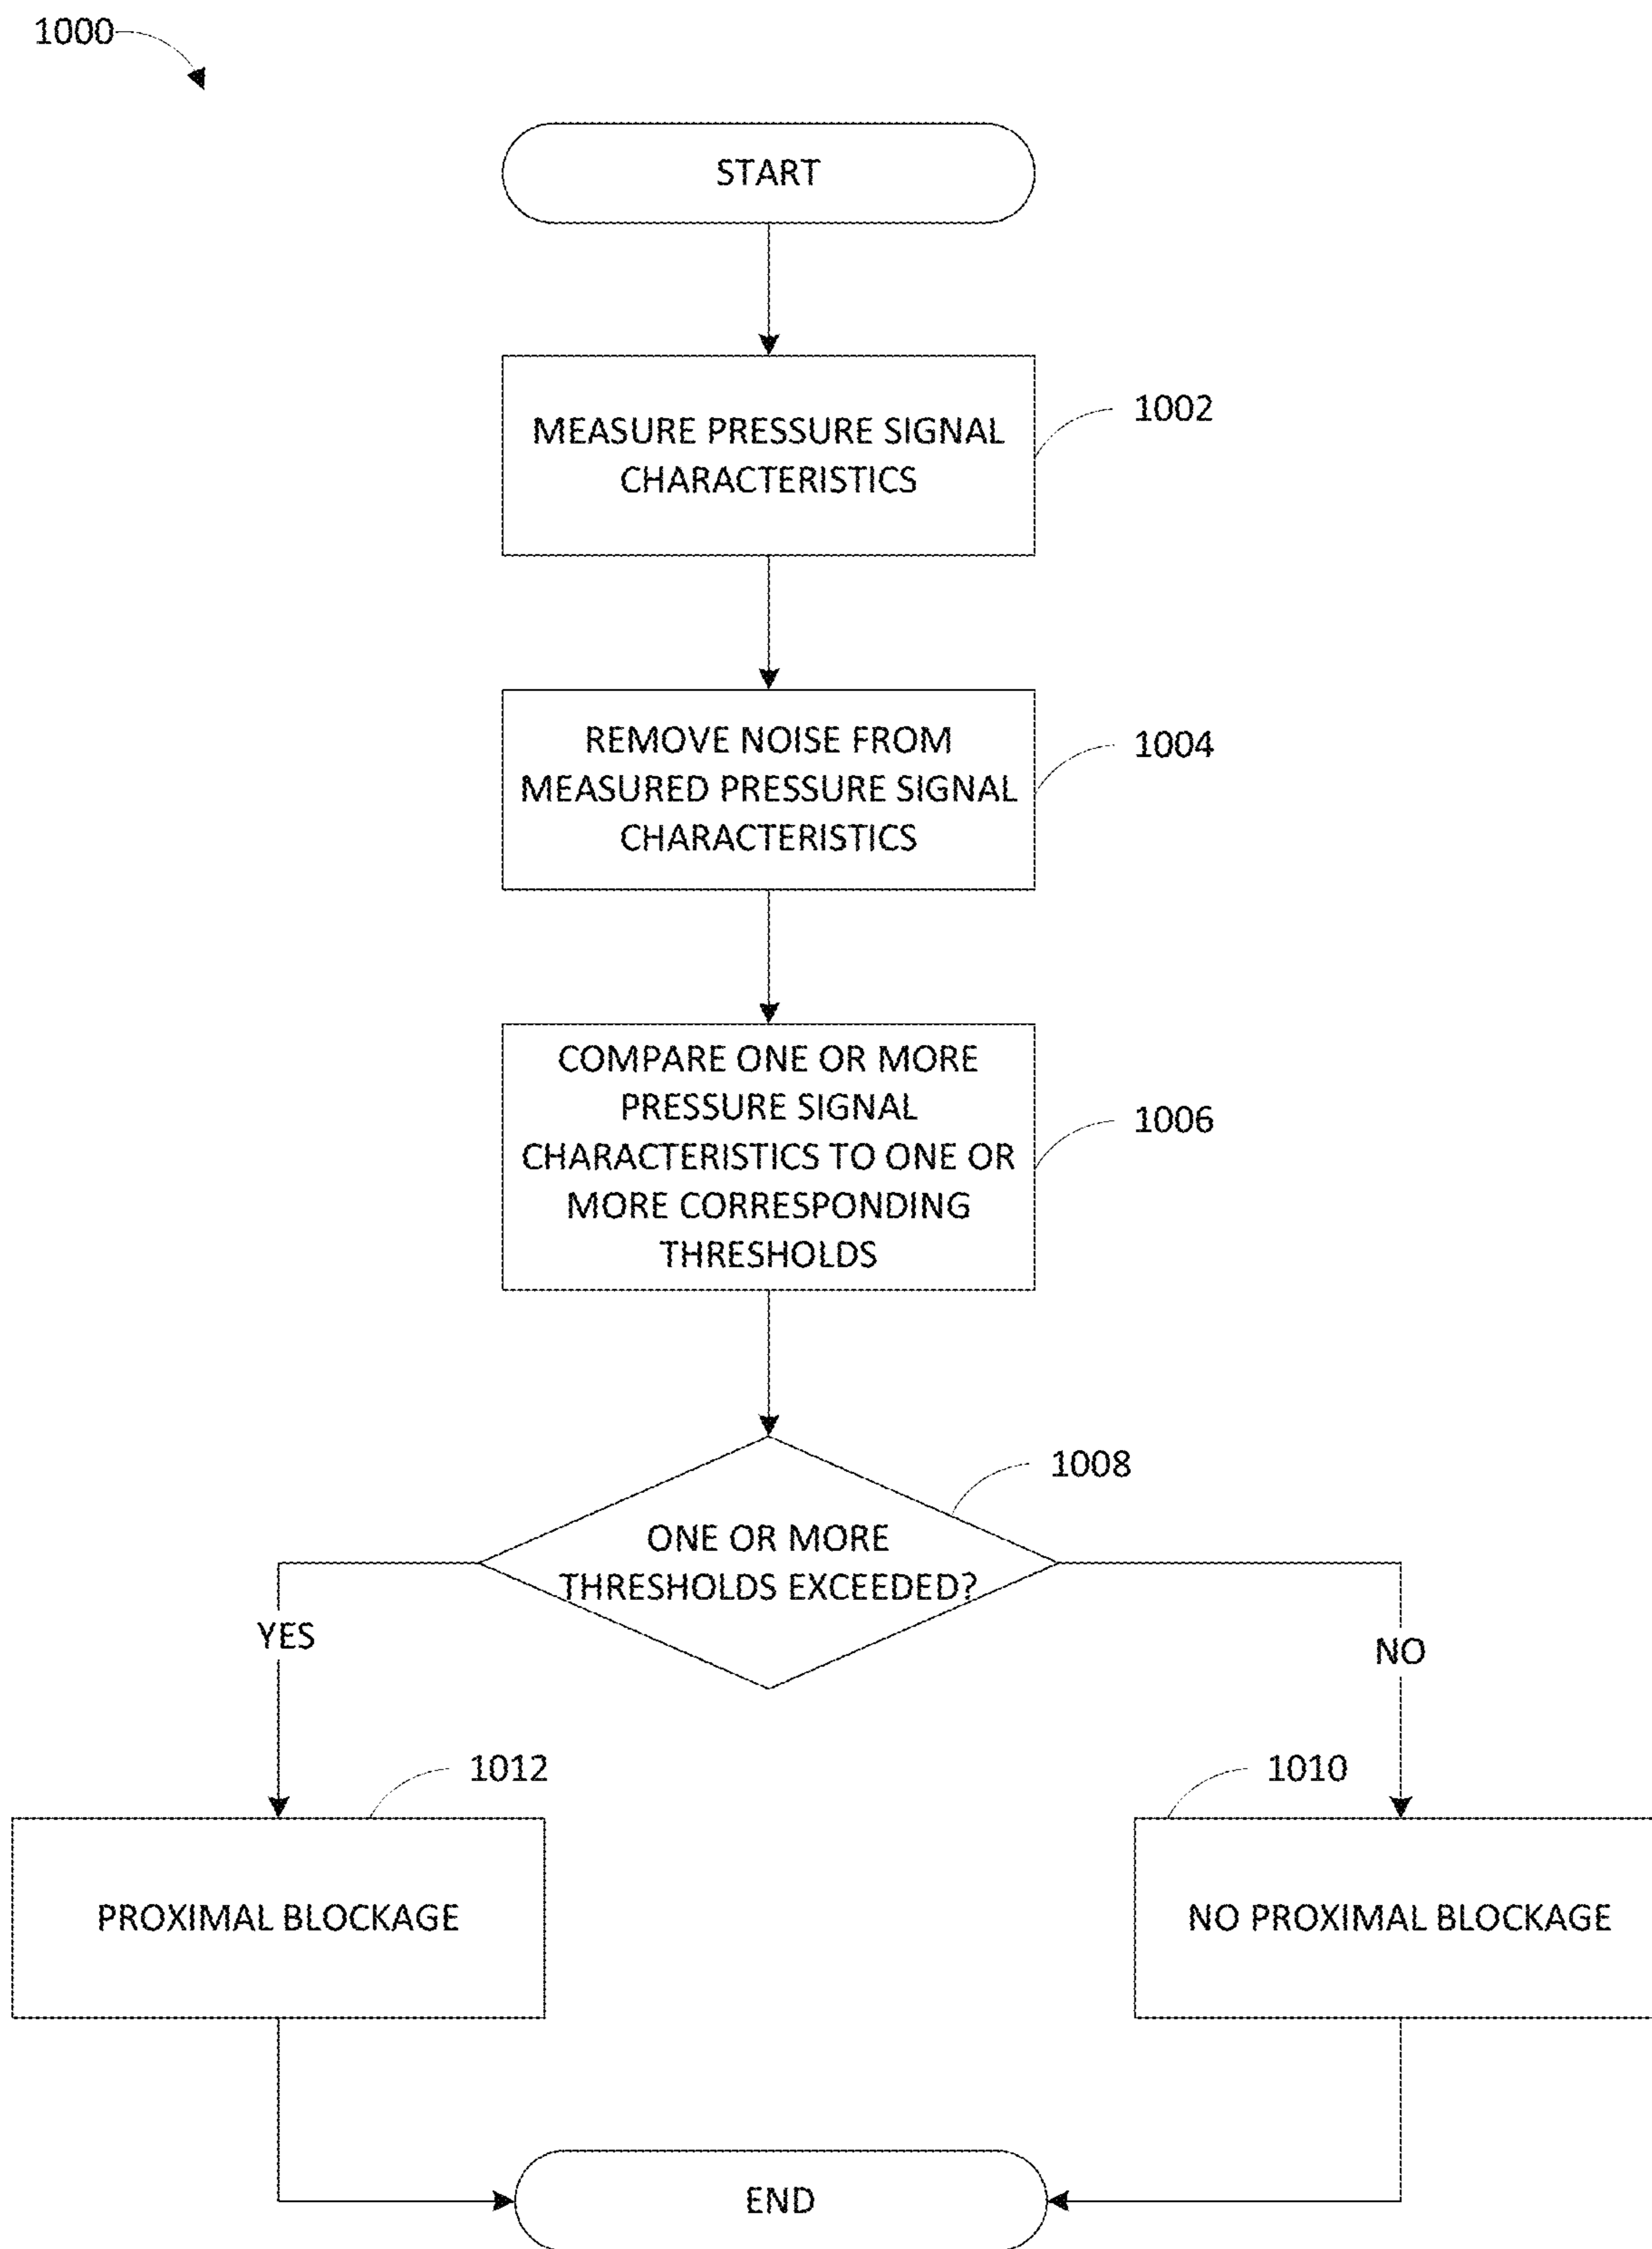 1000
START
MEASURE PRESSURE SIGNAL
CHARACTERISTICS
1002
REMOVE NOISE FROM
MEASURED PRESSURE SIGNAL
CHARACTERISTICS
1004
COMPARE ONE OR MORE
PRESSURE SIGNAL
CHARACTERISTICS TO ONE OR
MORE CORRESPONDING
THRESHOLDS
1006
1008
ONE OR MORE
THRESHOLDS EXCEEDED?
YES
NO
1012
1010
PROXIMAL BLOCKAGE
NO PROXIMAL BLOCKAGE
END